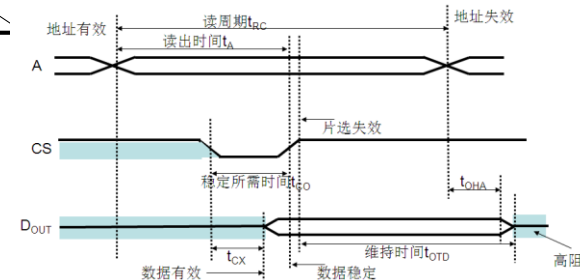 地址有效
读周期tRC
地址失效
读出时间tA
A
片选失效
CS
稳定所需时间tCO
tOHA
DOUT
tCX
维持时间tOTD
高阻
数据有效
数据稳定